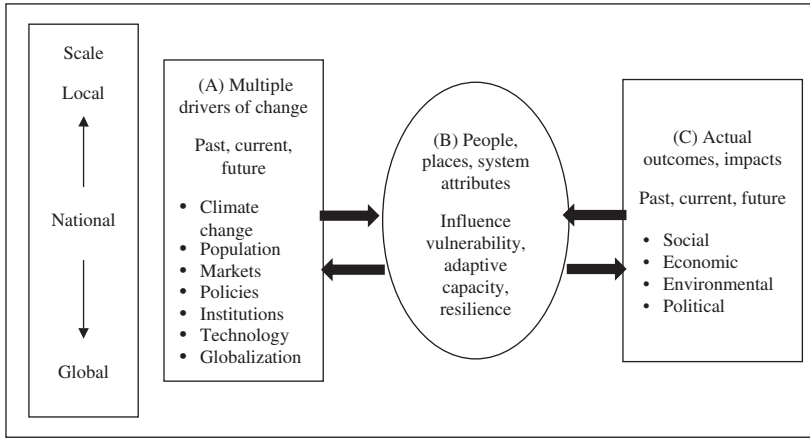 Scale
Local
National
Global
(A) Multiple
drivers of change
Past, current,
future
• Climate
change
• Population
• Markets
• Policies
• Institutions
• Technology
• Globalization
(B) People,
places, system
attributes
Influence
vulnerability,
adaptive
capacity,
resilience
(C) Actual
outcomes, impacts
Past, current, future
• Social
• Economic
• Environmental
• Political